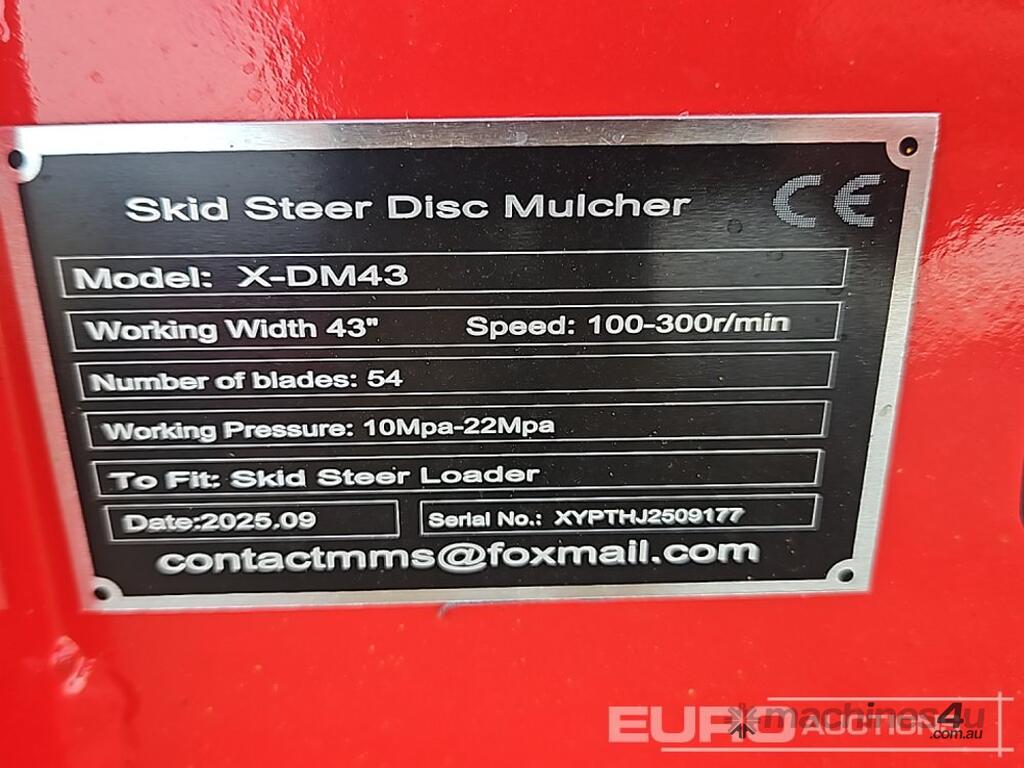 Skid Steer Disc Mulcher CE
Model: X-DM43
Working Width 43" Speed: 100-300r/min
Number of blades: 54
Working Pressure: 10Mpa-22Mpa
To Fit: Skid Steer Loader
Date:2025.09 Serial No.: XYPTHJ2509177
contactmms@foxmail.com
machines4u
.com.au
EURO AUCTIONS